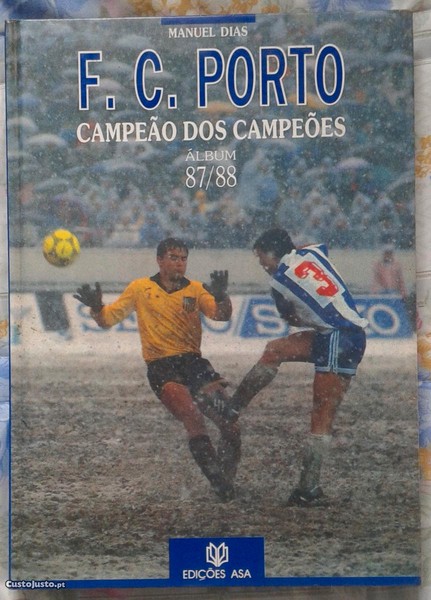 MANUEL DIAS
F. C. PORTO
CAMPEÃO DOS CAMPEÕES
ÁLBUM
87/88
3
EDIÇÕES ASA
CustoJusto.pt